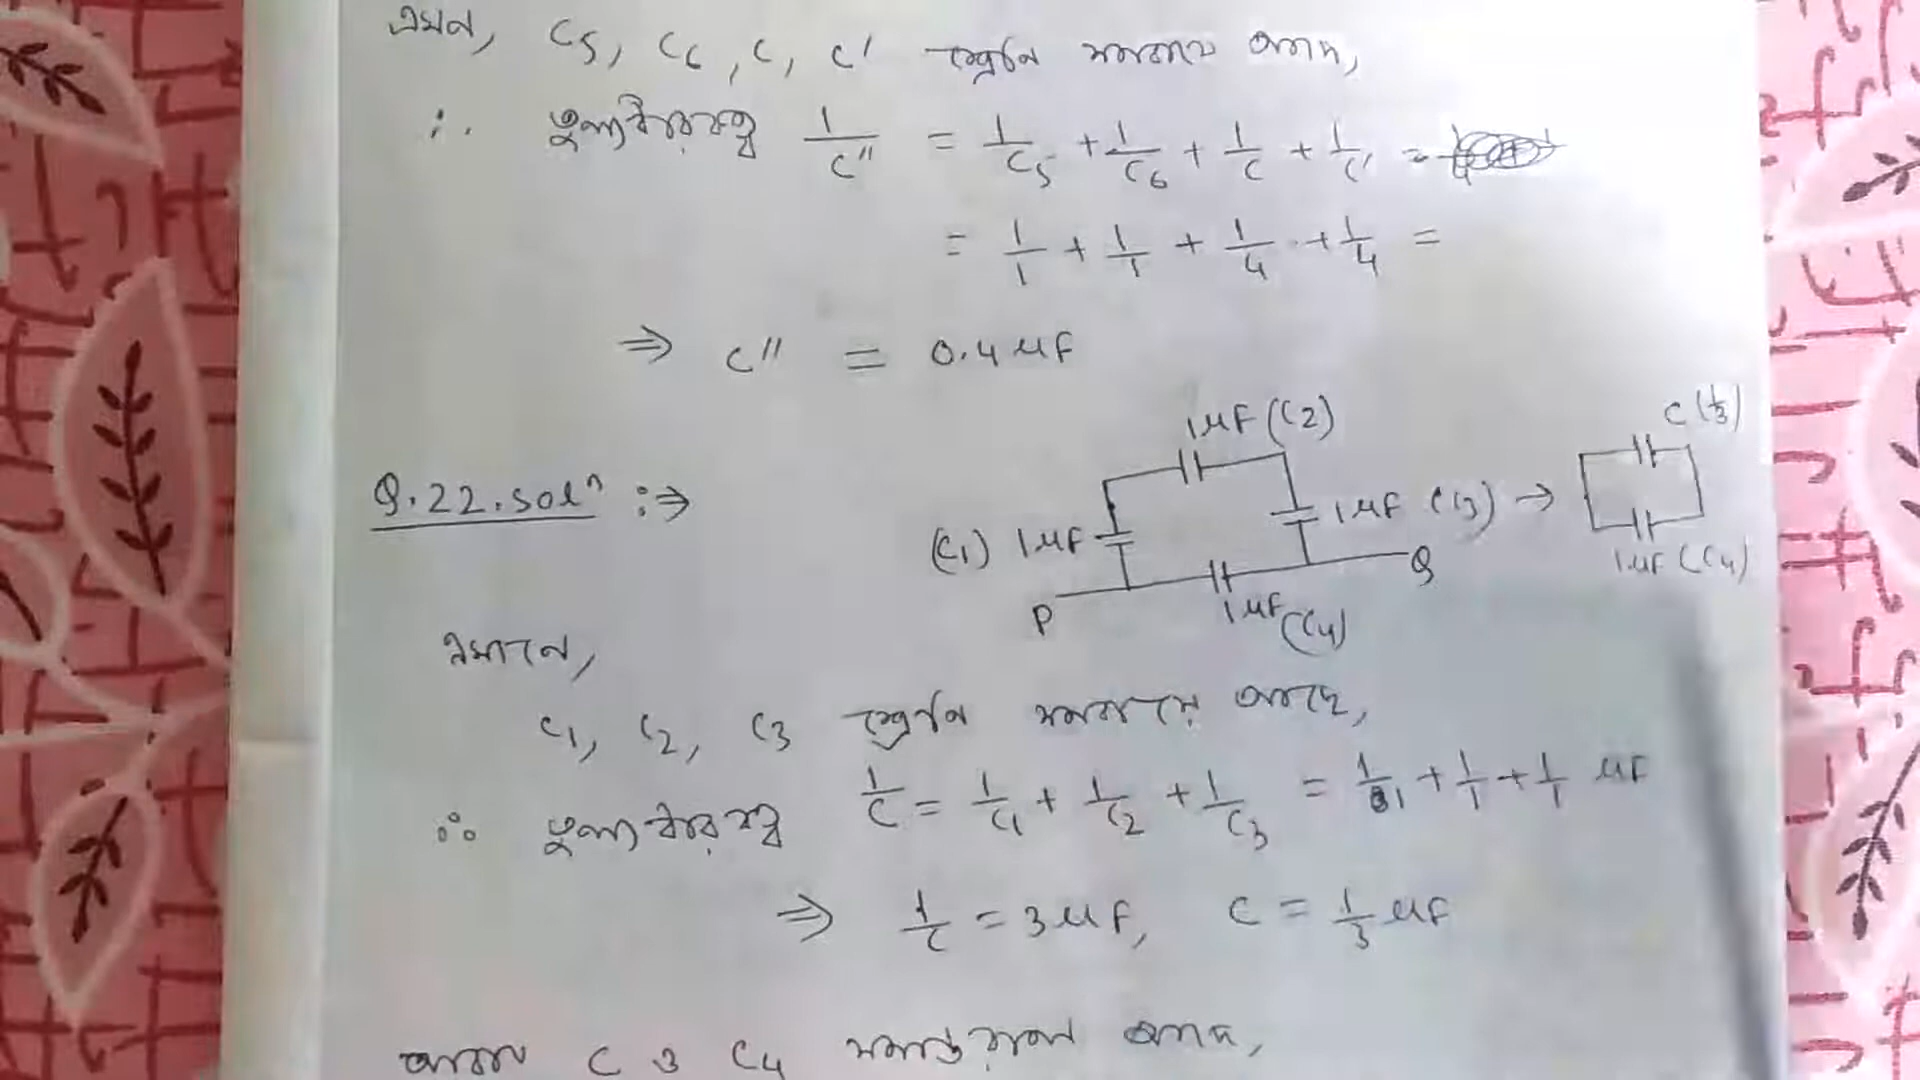 এখন, C5, C6, C, C' শ্রেণি সমবায়ে আছে,
∴ তুল্যধারকত্ব 1/C'' = 1/C5 + 1/C6 + 1/C + 1/C' =
= 1/1 + 1/1 + 1/4 + 1/4 =
⇒ C'' = 0.4 μF
1μF (C2)
C (1/3)
Q.22. solⁿ :⇒
(C1) 1μF
1μF (C3) →
Q
1μF (C4)
P
1μF (C4)
এখানে,
C1, C2, C3 শ্রেণি সমবায়ে আছে,
∴ তুল্যধারকত্ব 1/C = 1/C1 + 1/C2 + 1/C3 = 1/1 + 1/1 + 1/1 μF
⇒ 1/C = 3 μF, C = 1/3 μF
আবার C ও C4 সমান্তরালে আছে,